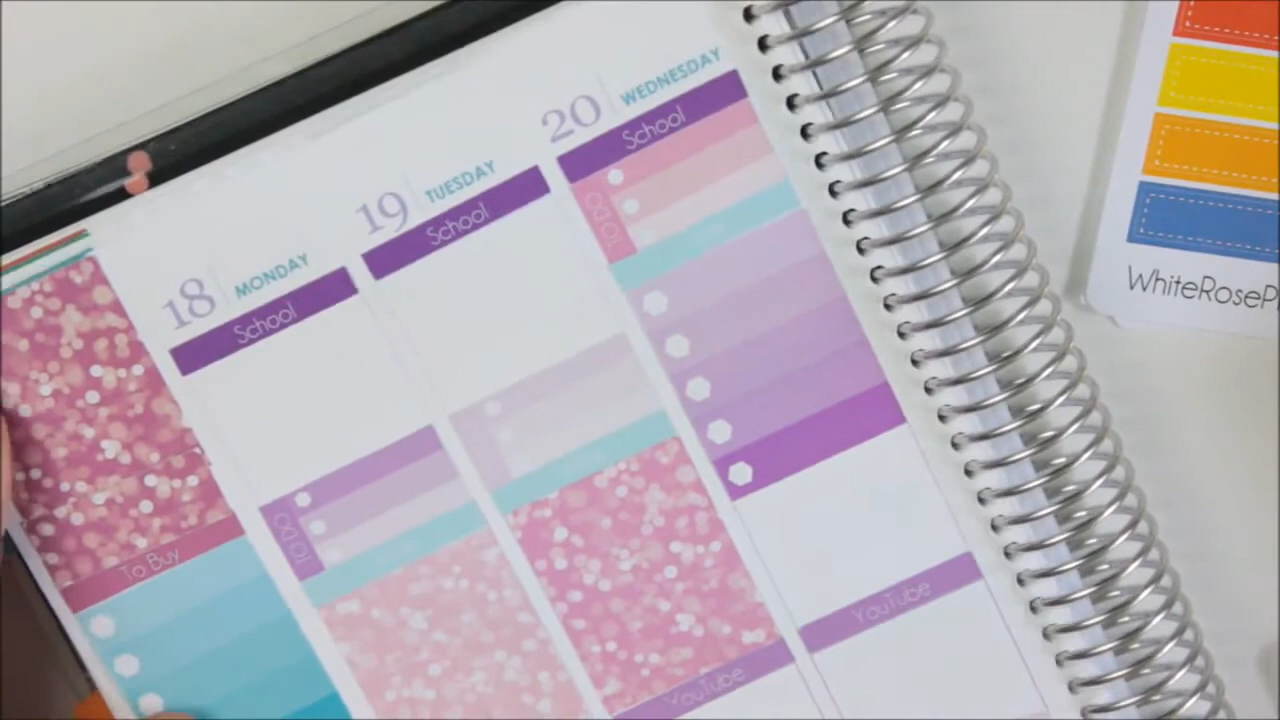 18 MONDAY
School
TO DO
19 TUESDAY
School
YouTube
20 WEDNESDAY
School
TO DO
YouTube
To Buy
WhiteRoseP